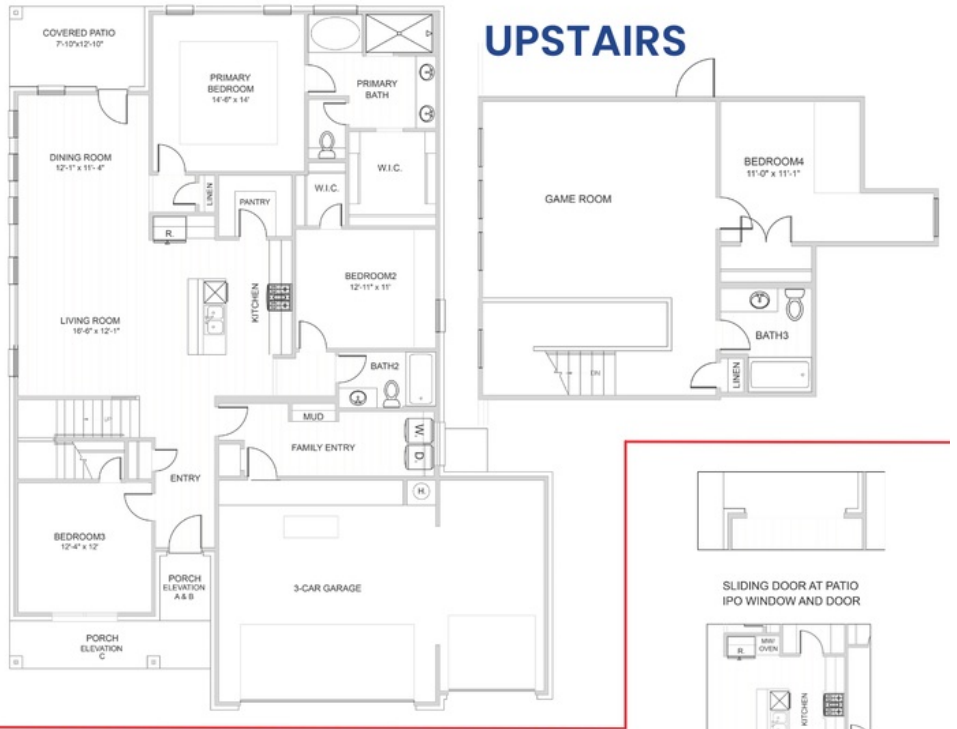 COVERED PATIO
7'-10"x12'-10"
PRIMARY
BEDROOM
14'-6" x 14'
PRIMARY
BATH
DINING ROOM
12'-1" x 11'- 4"
W.I.C.
W.I.C.
LINEN
PANTRY
R.
KITCHEN
BEDROOM2
12'-11" x 11'
LIVING ROOM
16'-6" x 12'-1"
BATH2
MUD
FAMILY ENTRY
W.
D.
ENTRY
H.
BEDROOM3
12'-4" x 12'
PORCH
ELEVATION
A & B
3-CAR GARAGE
PORCH
ELEVATION
C
UPSTAIRS
GAME ROOM
BEDROOM4
11'-0" x 11'-1"
BATH3
LINEN
DN
SLIDING DOOR AT PATIO
IPO WINDOW AND DOOR
R.
MW/
OVEN
KITCHEN